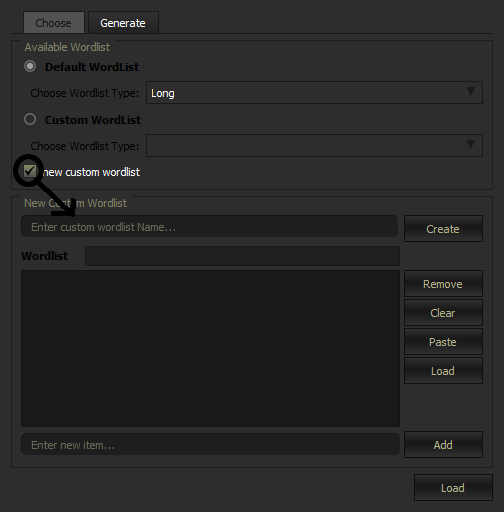 Choose Generate
Available Wordlist
Default WordList
Choose Wordlist Type: Long
Custom WordList
Choose Wordlist Type:
new custom wordlist
New Custom Wordlist
Enter custom wordlist Name... Create
Wordlist
Remove
Clear
Paste
Load
Enter new item... Add
Load